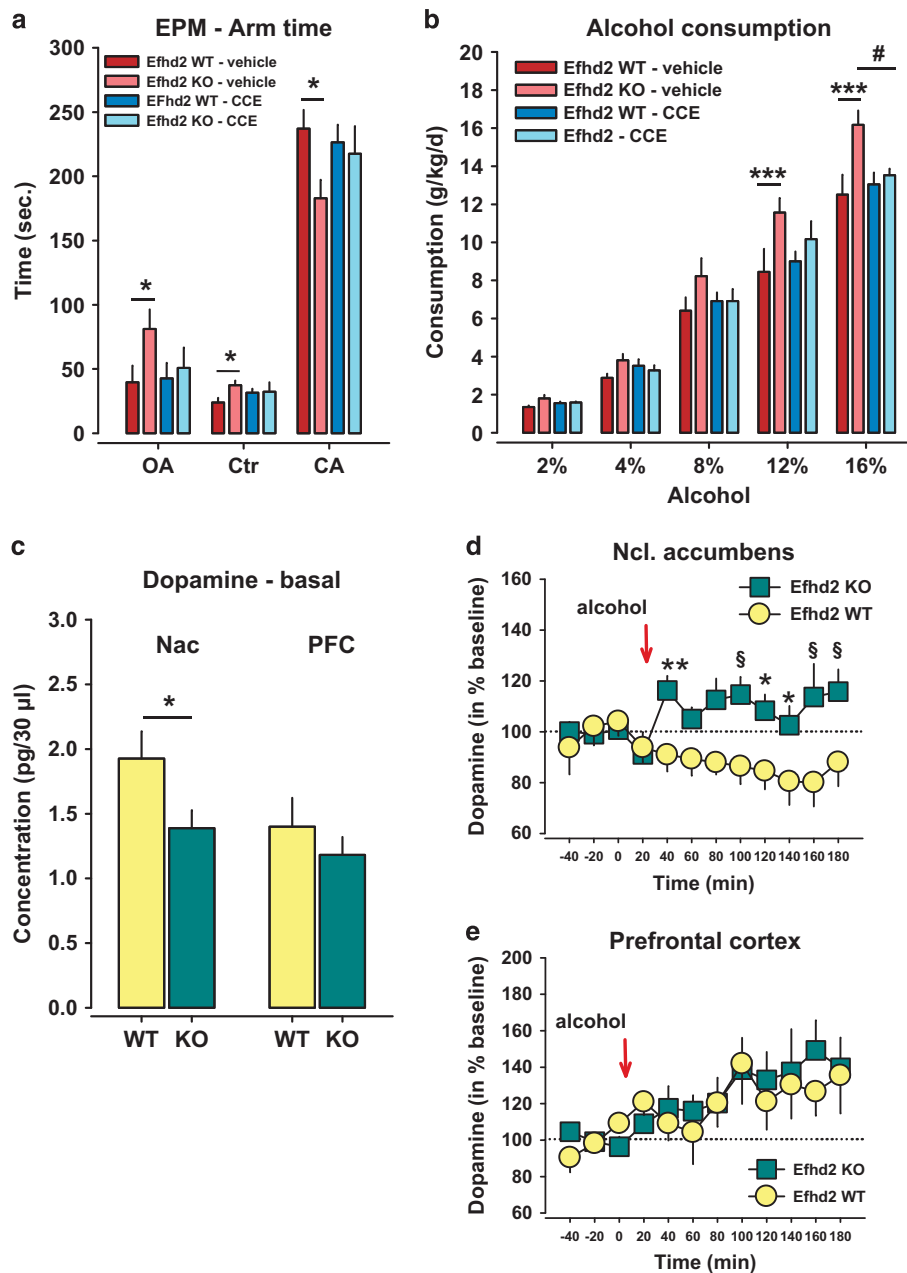 a
EPM - Arm time
Efhd2 WT - vehicle
Efhd2 KO - vehicle
EFhd2 WT - CCE
Efhd2 KO - CCE
Time (sec.)
300
250
200
150
100
50
0
*
*
*
OA Ctr CA
b
Alcohol consumption
Efhd2 WT - vehicle
Efhd2 KO - vehicle
Efhd2 WT - CCE
Efhd2 - CCE
Consumption (g/kg/d)
20
18
16
14
12
10
8
6
4
2
0
***
***
#
2% 4% 8% 12% 16%
Alcohol
c
Dopamine - basal
Nac PFC
Concentration (pg/30 µl)
3.0
2.5
2.0
1.5
1.0
0.5
0.0
*
WT KO WT KO
d
Ncl. accumbens
Efhd2 KO
Efhd2 WT
alcohol
Dopamine (in % baseline)
160
140
120
100
80
60
** § * * § §
-40 -20 0 20 40 60 80 100 120 140 160 180
Time (min)
e
Prefrontal cortex
alcohol
Dopamine (in % baseline)
200
180
160
140
120
100
80
60
Efhd2 KO
Efhd2 WT
-40 -20 0 20 40 60 80 100 120 140 160 180
Time (min)